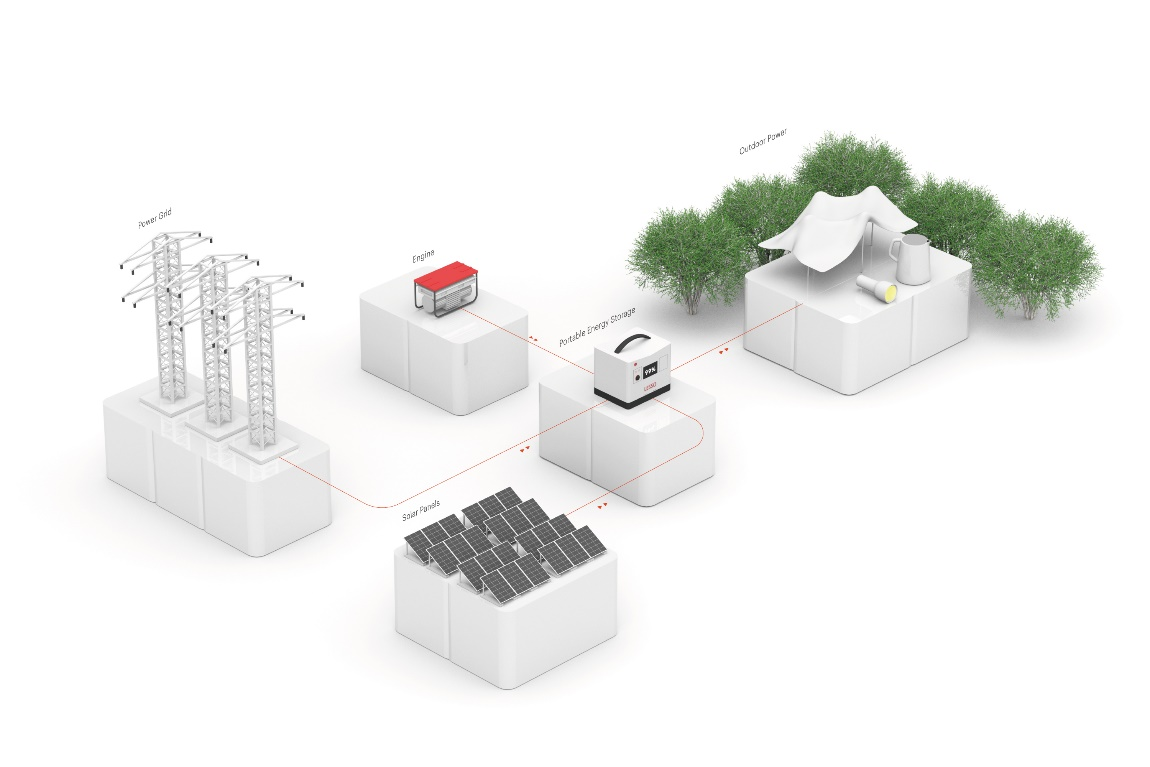 Outdoor Power
Power Grid
Engine
Portable Energy Storage
99%
Solar Panels